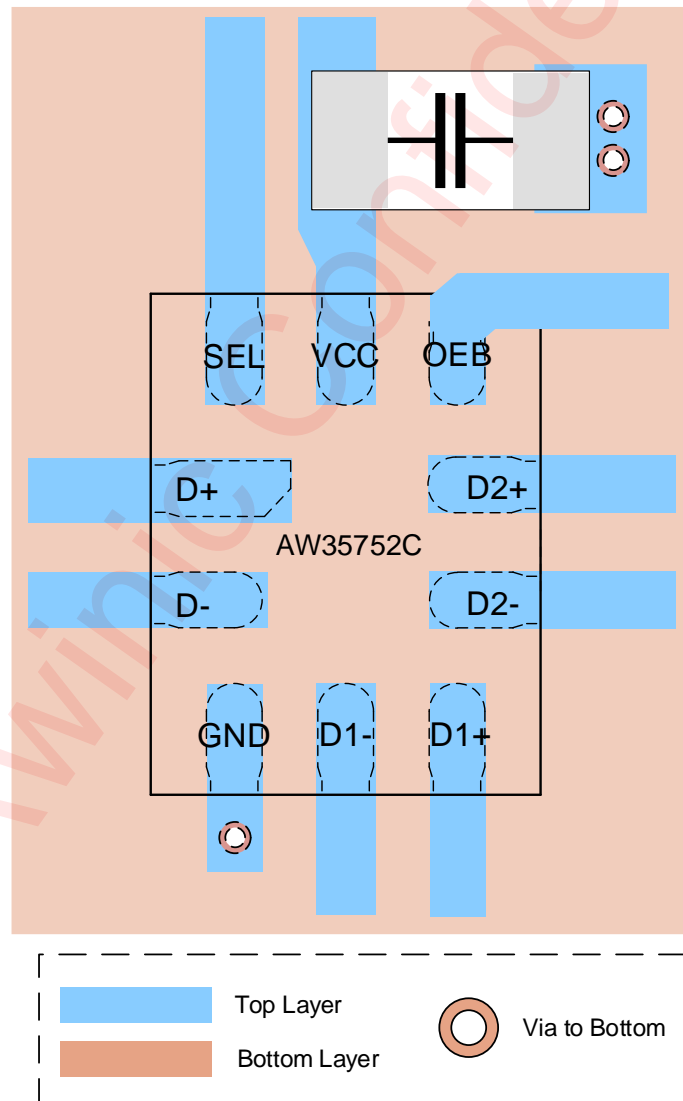 SEL VCC OEB
D+ D2+
AW35752C
D- D2-
GND D1- D1+
Top Layer
Via to Bottom
Bottom Layer